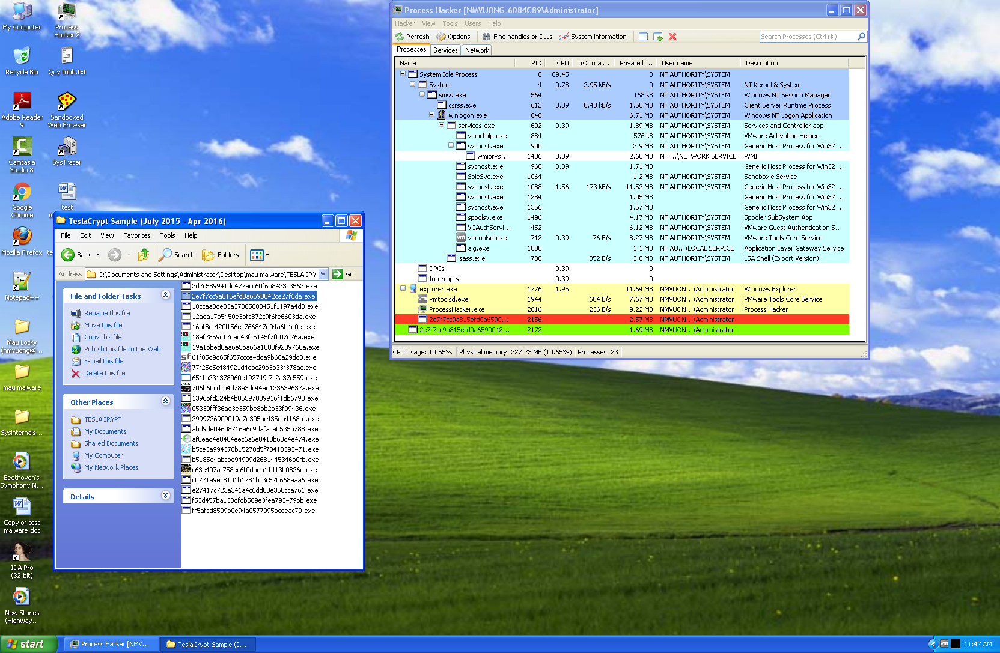 My Computer
Process
Hacker 2
Recycle Bin
Quy trinh.txt
Adobe Reader
9
Sandboxed
Web Browser
Camtasia
Studio 8
SysTracer
Google
Chrome
test
Mozilla Firefox
Notepad++
Mau Locky
(nmvuong@...
mau malware
Sysinternals...
Beethoven's
Symphony N...
Copy of test
malware.doc
IDA Pro
(32-bit)
New Stories
(Highway...
TeslaCrypt-Sample (July 2015 - Apr 2016)
File Edit View Favorites Tools Help
Back Search Folders
Address C:\Documents and Settings\Administrator\Desktop\mau malware\TESLACRY Go
File and Folder Tasks
Rename this file
Move this file
Copy this file
Publish this file to the Web
E-mail this file
Delete this file
Other Places
TESLACRYPT
My Documents
Shared Documents
My Computer
My Network Places
Details
2d2c589941dd477acc60f6b8433c3562.exe
2e7f7cc9a815efd0a6590042ce27f6da.exe
10ccaa0de03a37805008451f1197a4d0.exe
12aea17b5450e3bfc872c9f6fe6603da.exe
16bf8df420ff56ec766847e04a6b4e0e.exe
18af2859c12ded43fc5145f7f007d26a.exe
19a1bbed8aa6e5ba66a1003f9239768a.exe
61f05d9d65f657ccce4dda9b60a29dd0.exe
77f25d5c484921d4ebc29b3b33f378ac.exe
651fa231378060e192749f7c2a37c559.exe
706b60cdcb4d78e3dc44ad133639632a.exe
1396bfd224b4b85597039916f1db6793.exe
05330fff36ad3e359be8bb2b33f09436.exe
3999736909019a7e305bc435eb4168fd.exe
abd9de04608716a6c9daface0535b788.exe
af0ead4e0484eec6a6e0418b68d4e474.exe
b5ce3a994378b15278d5f78410393471.exe
b5185d4abcbe94999d2681445346b0fb.exe
c63e407af758ec6f0dadb11413b0826d.exe
c0721e9ec8101b1781bc3c520668aaa6.exe
e27417c723a341a4c6dd88e350cca761.exe
f53d457ba130dfdb569e3fea793479bb.exe
ff5afcd8509b0e94a0577095bceeac70.exe
Process Hacker [NMVUONG-6084C89\Administrator]
Hacker View Tools Users Help
Refresh Options Find handles or DLLs System information Search Processes (Ctrl+K)
Processes Services Network
Name PID CPU I/O total... Private b... User name Description
System Idle Process 0 89.45 0 NT AUTHORITY\SYSTEM
System 4 0.78 2.95 kB/s 0 NT AUTHORITY\SYSTEM NT Kernel & System
smss.exe 564 168 kB NT AUTHORITY\SYSTEM Windows NT Session Manager
csrss.exe 612 0.39 8.48 kB/s 1.58 MB NT AUTHORITY\SYSTEM Client Server Runtime Process
winlogon.exe 640 6.71 MB NT AUTHORITY\SYSTEM Windows NT Logon Application
services.exe 692 0.39 1.89 MB NT AUTHORITY\SYSTEM Services and Controller app
vmacthlp.exe 884 576 kB NT AUTHORITY\SYSTEM VMware Activation Helper
svchost.exe 900 2.9 MB NT AUTHORITY\SYSTEM Generic Host Process for Win32 ...
wmiprvs... 1436 0.39 2.68 MB NT ...\NETWORK SERVICE WMI
svchost.exe 968 0.39 1.71 MB Generic Host Process for Win32 ...
SbieSvc.exe 1064 1.2 MB NT AUTHORITY\SYSTEM Sandboxie Service
svchost.exe 1088 1.56 173 kB/s 11.53 MB NT AUTHORITY\SYSTEM Generic Host Process for Win32 ...
svchost.exe 1284 1.05 MB Generic Host Process for Win32 ...
svchost.exe 1356 1.57 MB Generic Host Process for Win32 ...
spoolsv.exe 1496 4.17 MB NT AUTHORITY\SYSTEM Spooler SubSystem App
VGAuthServi... 452 6.12 MB NT AUTHORITY\SYSTEM VMware Guest Authentication S...
vmtoolsd.exe 712 0.39 76 B/s 8.27 MB NT AUTHORITY\SYSTEM VMware Tools Core Service
alg.exe 1888 1.1 MB NT AU...\LOCAL SERVICE Application Layer Gateway Service
lsass.exe 708 852 B/s 3.8 MB NT AUTHORITY\SYSTEM LSA Shell (Export Version)
DPCs 0.39 0
Interrupts 0.39 0
explorer.exe 1776 1.95 11.64 MB NMVUON...\Administrator Windows Explorer
vmtoolsd.exe 1944 684 B/s 7.67 MB NMVUON...\Administrator VMware Tools Core Service
ProcessHacker.exe 2016 236 B/s 9.22 MB NMVUON...\Administrator Process Hacker
2e7f7cc9a815efd0a6590... 2156 2.57 MB NMVUON...\Administrator
2e7f7cc9a815efd0a6590042... 2172 1.69 MB NMVUON...\Administrator
CPU Usage: 10.55% Physical memory: 327.23 MB (10.65%) Processes: 23
start Process Hacker [NMV... TeslaCrypt-Sample (J... 11:42 AM